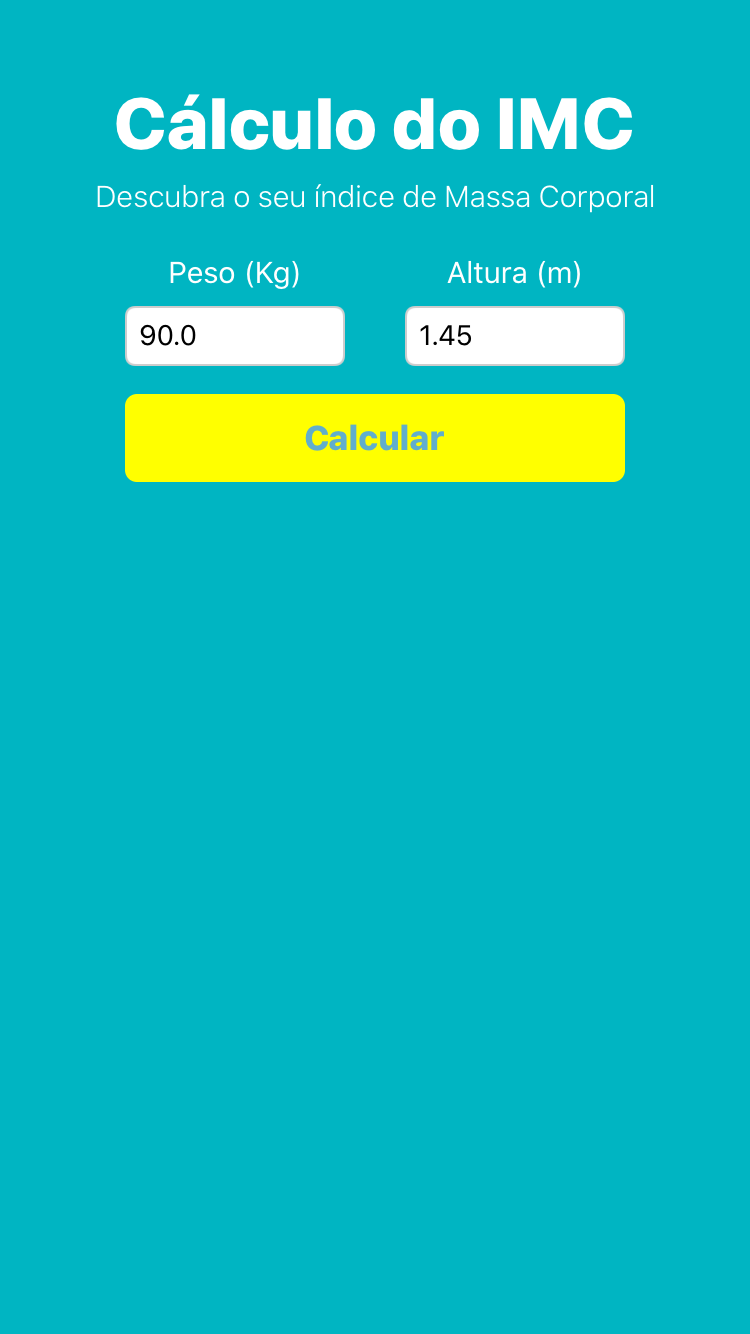 Cálculo do IMC
Descubra o seu índice de Massa Corporal
Peso (Kg) Altura (m)
90.0 1.45
Calcular